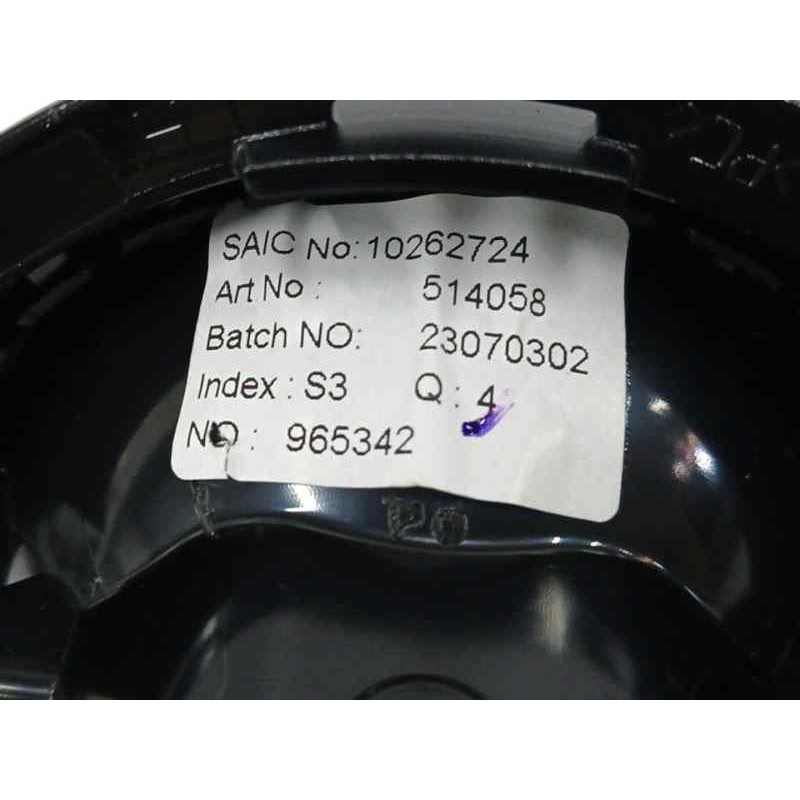 SAIC No: 10262724
Art No : 514058
Batch NO: 23070302
Index : S3 Q : 4
NO : 965342